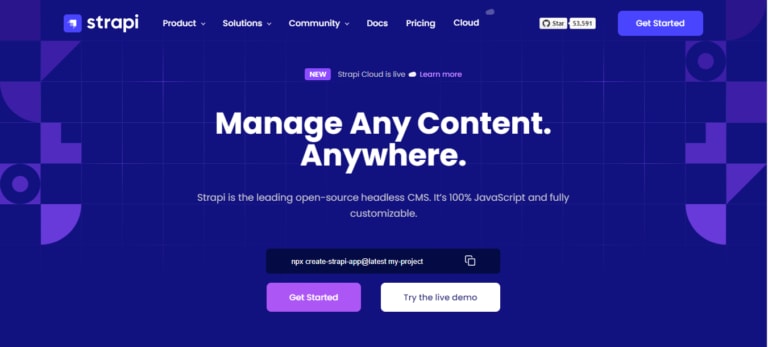 strapi
Product Solutions Community Docs Pricing Cloud
Star 53,591
Get Started
NEW Strapi Cloud is live Learn more
Manage Any Content.
Anywhere.
Strapi is the leading open-source headless CMS. It's 100% JavaScript and fully
customizable.
npx create-strapi-app@latest my-project
Get Started Try the live demo